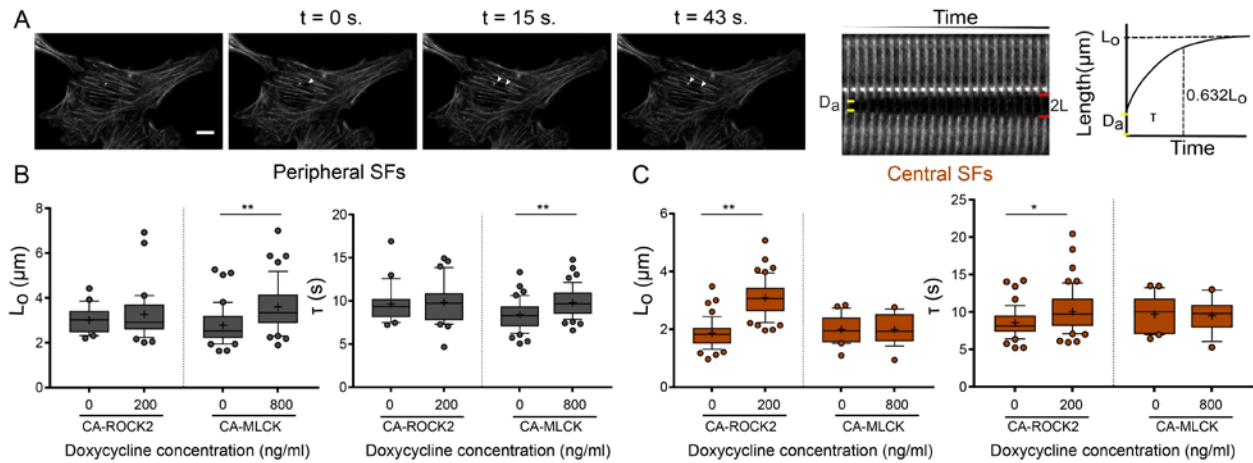 A
t = 0 s.
t = 15 s.
t = 43 s.
Time
Dₐ
2L
Length(μm)
Lₒ
Dₐ
τ
0.632Lₒ
Time
B
Peripheral SFs
Lₒ (μm)
8
6
4
2
0
0 200 0 800
CA-ROCK2 CA-MLCK
Doxycycline concentration (ng/ml)
**
τ (s)
20
15
10
5
0
0 200 0 800
CA-ROCK2 CA-MLCK
Doxycycline concentration (ng/ml)
**
C
Central SFs
Lₒ (μm)
6
4
2
0
0 200 0 800
CA-ROCK2 CA-MLCK
Doxycycline concentration (ng/ml)
**
τ (s)
25
20
15
10
5
0
0 200 0 800
CA-ROCK2 CA-MLCK
Doxycycline concentration (ng/ml)
*